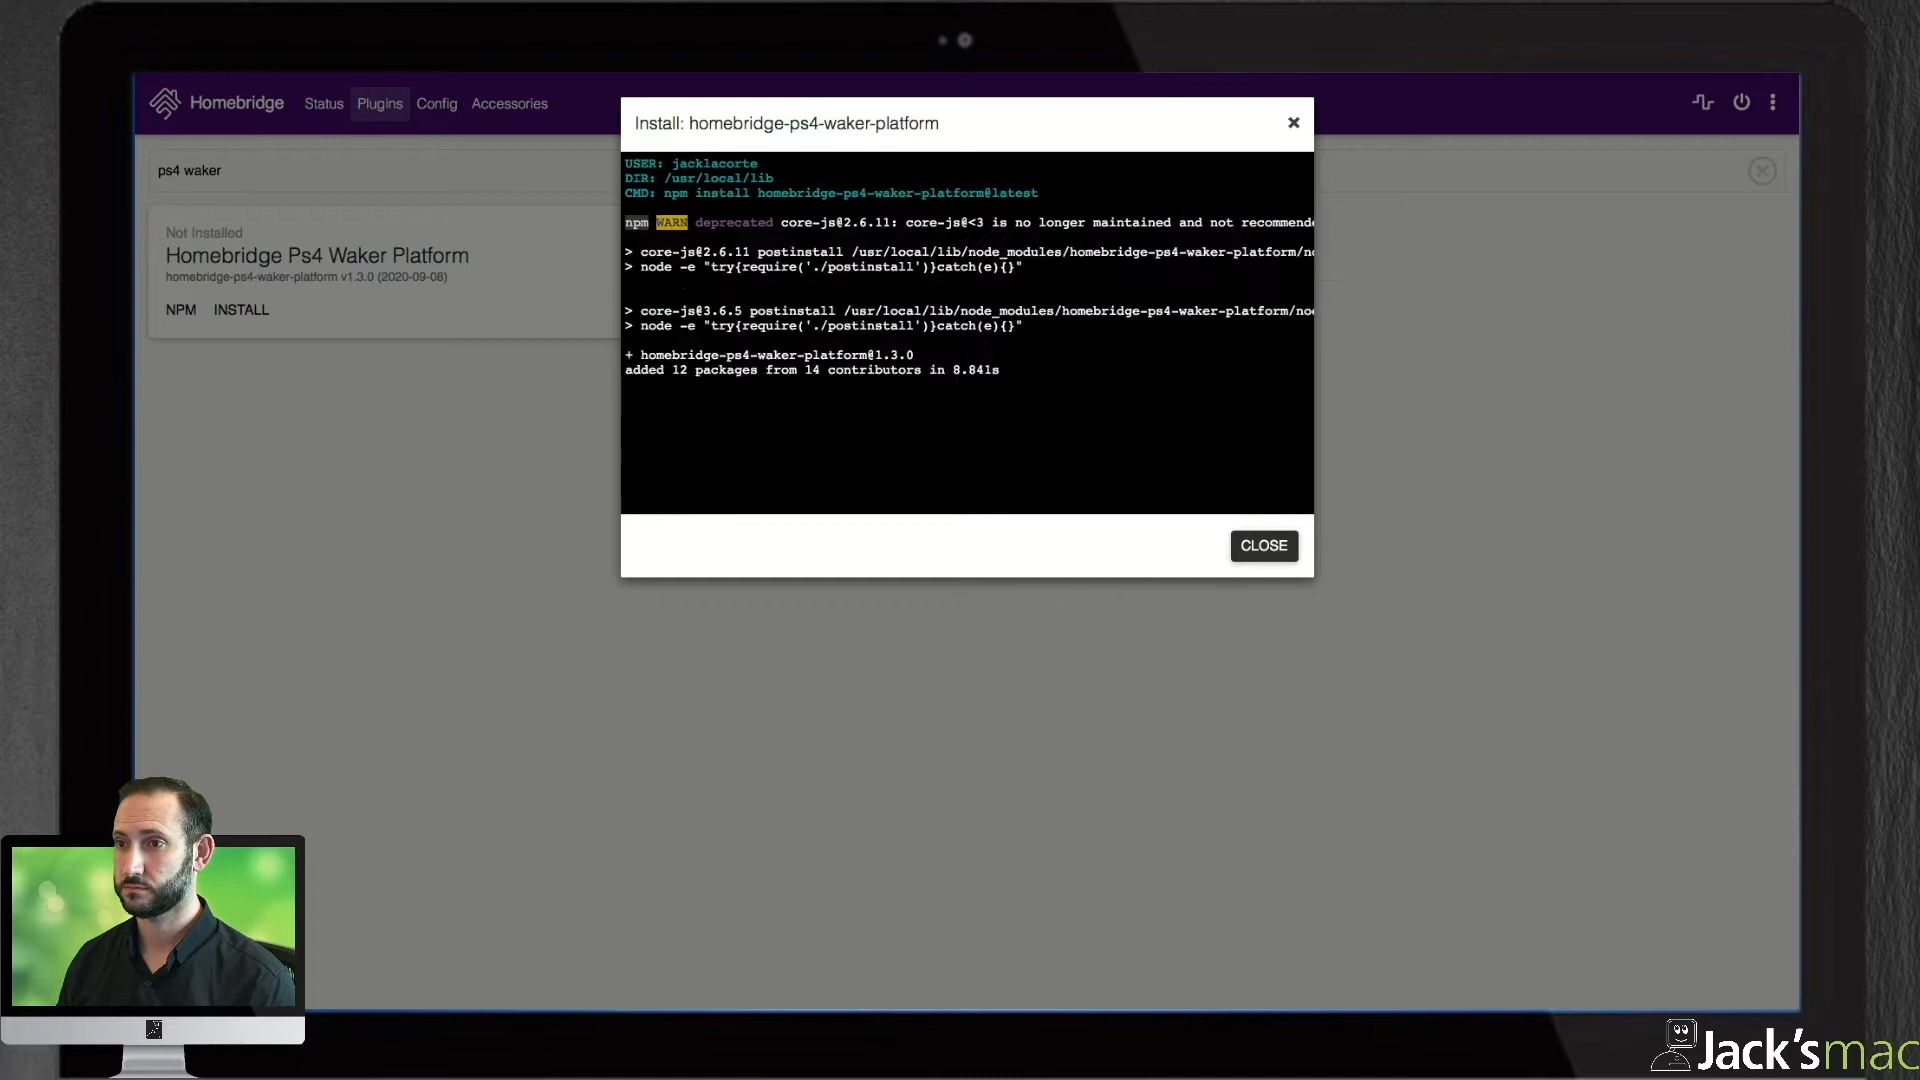 Homebridge Status Plugins Config Accessories
ps4 waker
Not Installed
Homebridge Ps4 Waker Platform
homebridge-ps4-waker-platform v1.3.0 (2020-09-08)
NPM INSTALL
Install: homebridge-ps4-waker-platform
USER: jacklacorte
DIR: /usr/local/lib
CMD: npm install homebridge-ps4-waker-platform@latest
npm WARN deprecated core-js@2.6.11: core-js@<3 is no longer maintained and not recommende
> core-js@2.6.11 postinstall /usr/local/lib/node_modules/homebridge-ps4-waker-platform/no
> node -e "try{require('./postinstall')}catch(e){}"
> core-js@3.6.5 postinstall /usr/local/lib/node_modules/homebridge-ps4-waker-platform/no
> node -e "try{require('./postinstall')}catch(e){}"
+ homebridge-ps4-waker-platform@1.3.0
added 12 packages from 14 contributors in 8.841s
CLOSE
Jack'smac